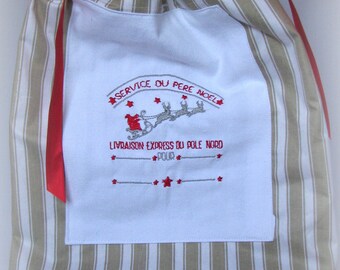 SERVICE DU PERE NOEL
LIVRAISON EXPRESS DU POLE NORD
POUR